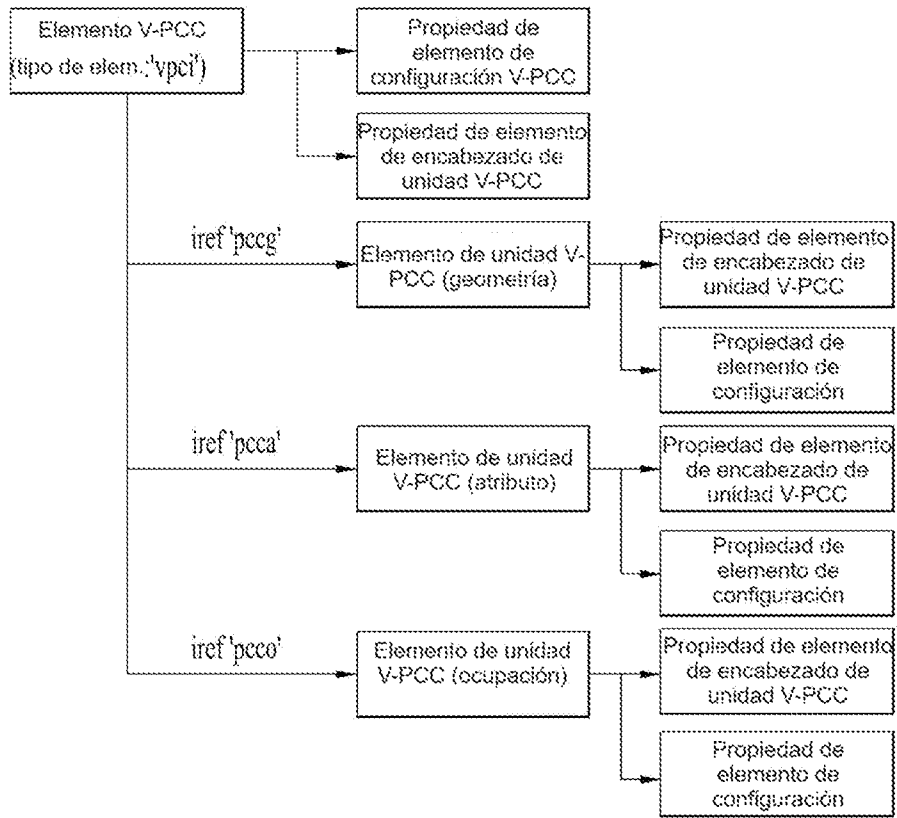 Elemento V-PCC
(tipo de elem.:'vpci')
Propiedad de
elemento de
configuración V-PCC
Propiedad de elemento
de encabezado de
unidad V-PCC
iref 'pccg'
Elemento de unidad V-
PCC (geometría)
Propiedad de elemento
de encabezado de
unidad V-PCC
Propiedad de
elemento de
configuración
iref 'pcca'
Elemento de unidad
V-PCC (atributo)
Propiedad de elemento
de encabezado de
unidad V-PCC
Propiedad de
elemento de
configuración
iref 'pcco'
Elemento de unidad
V-PCC (ocupación)
Propiedad de elemento
de encabezado de
unidad V-PCC
Propiedad de
elemento de
configuración